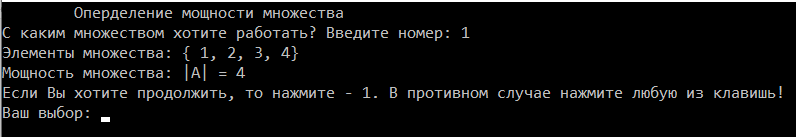 Оперделение мощности множества
С каким множеством хотите работать? Введите номер: 1
Элементы множества: { 1, 2, 3, 4}
Мощность множества: |A| = 4
Если Вы хотите продолжить, то нажмите - 1. В противном случае нажмите любую из клавишь!
Ваш выбор: